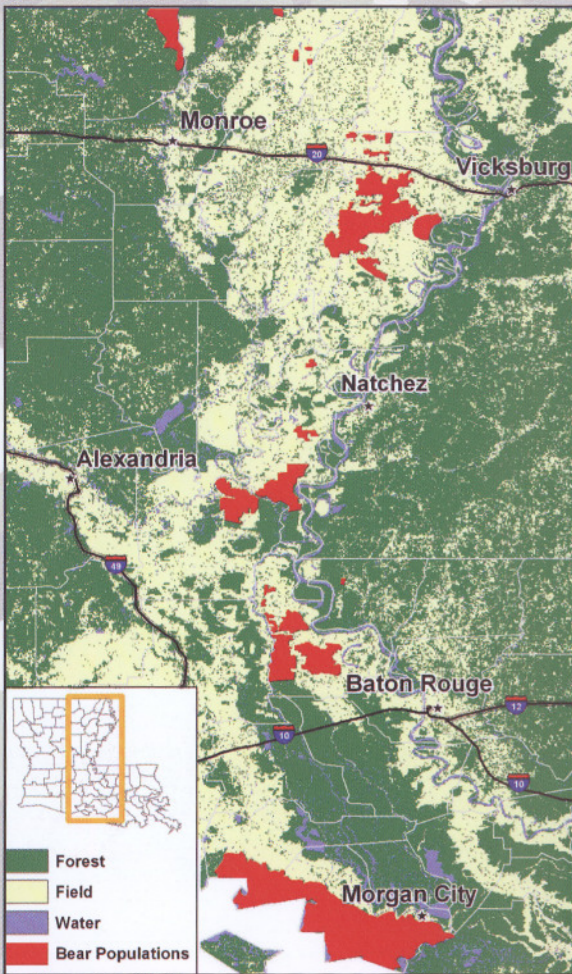 Monroe
20
Vicksburg
Natchez
Alexandria
49
Baton Rouge
12
10
10
Morgan City
Forest
Field
Water
Bear Populations